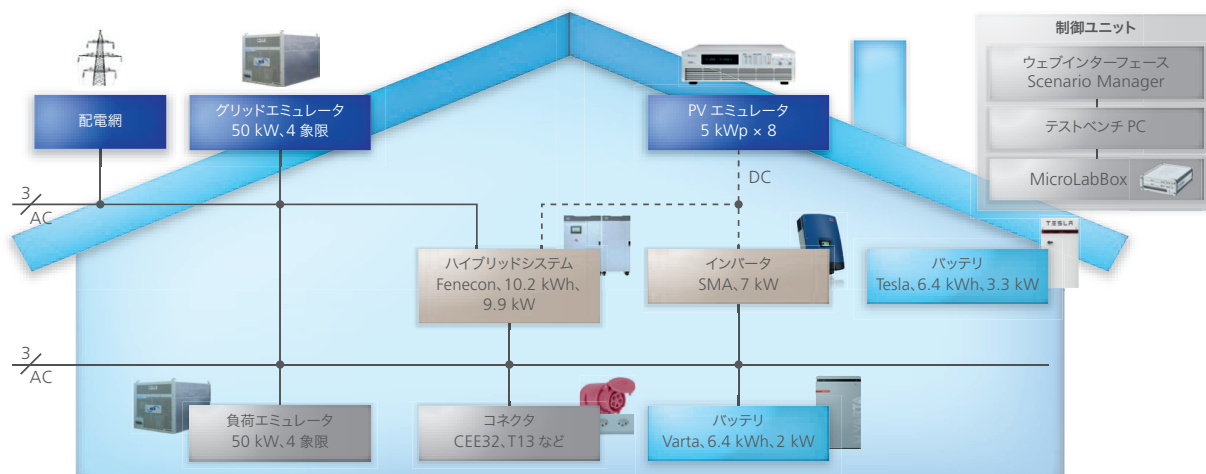 制御ユニット
ウェブインターフェース
Scenario Manager
テストベンチ PC
MicroLabBox
配電網
グリッドエミュレータ
50 kW、4 象限
PV エミュレータ
5 kWp × 8
DC
3
AC
TESLA
ハイブリッドシステム
Fenecon、10.2 kWh、
9.9 kW
インバータ
SMA、7 kW
バッテリ
Tesla、6.4 kWh、3.3 kW
3
AC
負荷エミュレータ
50 kW、4 象限
コネクタ
CEE32、T13 など
バッテリ
Varta、6.4 kWh、2 kW